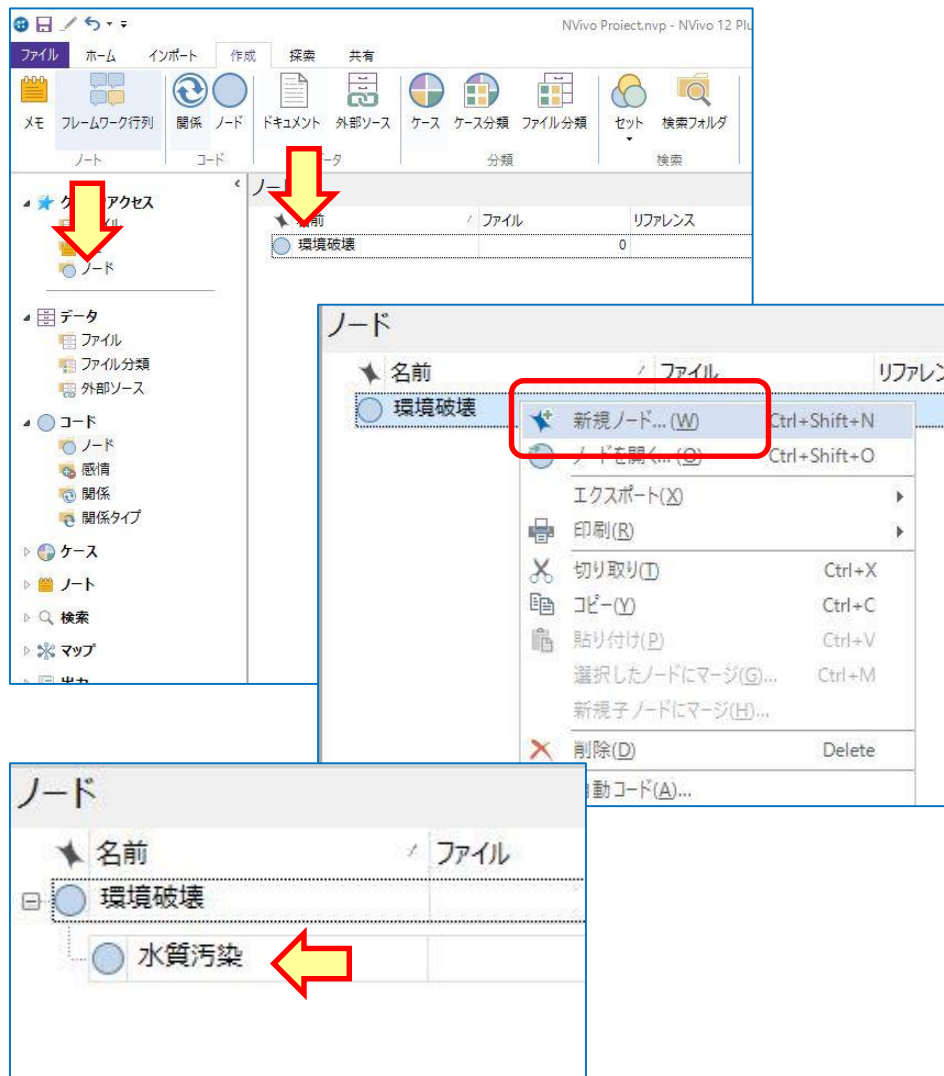 NVivo Project.nvp - NVivo 12 Plu
ファイル ホーム インポート 作成 探索 共有
メモ フレームワーク行列 関係 ノード ドキュメント 外部ソース ケース ケース分類 ファイル分類 セット 検索フォルダ
ノート コード データ 分類 検索
アクセス
ノード
データ
ファイル
ファイル分類
外部ソース
コード
ノード
感情
関係
関係タイプ
ケース
ノート
検索
マップ
名前 ファイル リファレンス
環境破壊 0
ノード
名前 ファイル リファレン
環境破壊
新規ノード...(W) Ctrl+Shift+N
ノードを開く...(O) Ctrl+Shift+O
エクスポート(X)
印刷(R)
切り取り(T) Ctrl+X
コピー(Y) Ctrl+C
貼り付け(P) Ctrl+V
選択したノードにマージ(G)... Ctrl+M
新規子ノードにマージ(H)...
削除(D) Delete
動コード(A)...
ノード
名前 ファイル
環境破壊
水質汚染